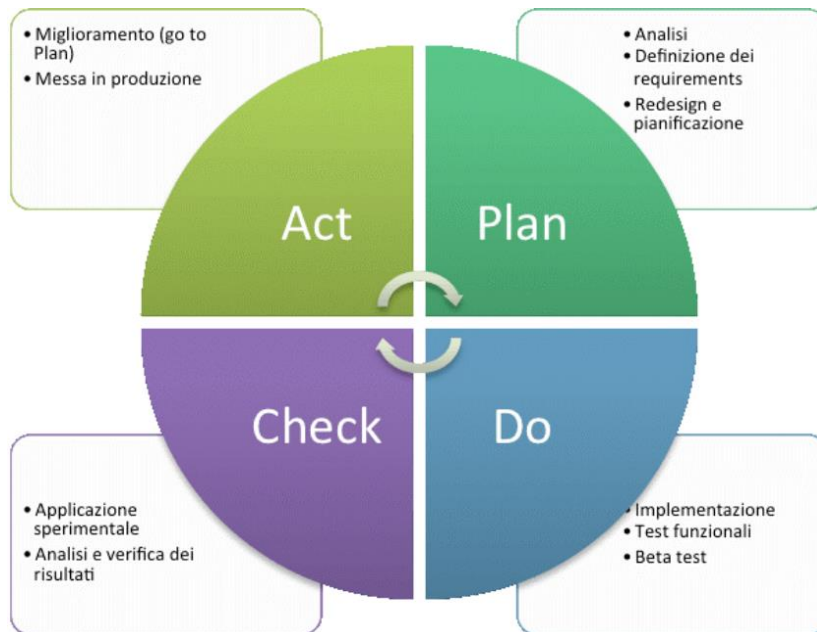 • Miglioramento (go to
Plan)
• Messa in produzione
• Analisi
• Definizione dei
requirements
• Redesign e
pianificazione
Act
Plan
Check
Do
• Applicazione
sperimentale
• Analisi e verifica dei
risultati
• Implementazione
• Test funzionali
• Beta test